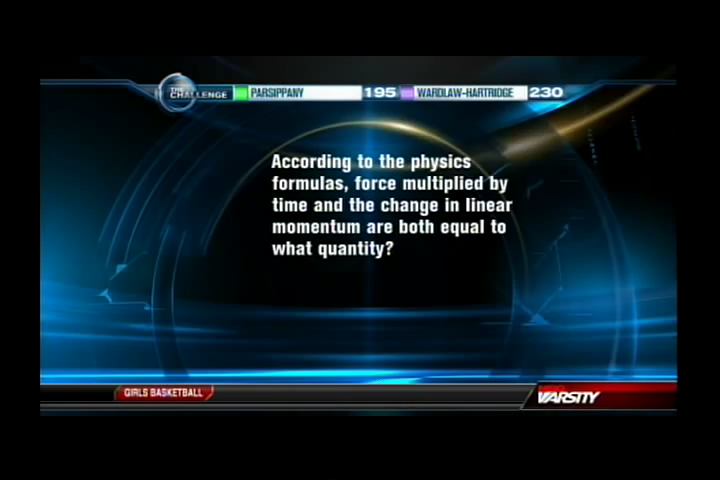 THE
CHALLENGE PARSIPPANY 195 WARDLAW-HARTRIDGE 230
According to the physics
formulas, force multiplied by
time and the change in linear
momentum are both equal to
what quantity?
GIRLS BASKETBALL
VARSITY